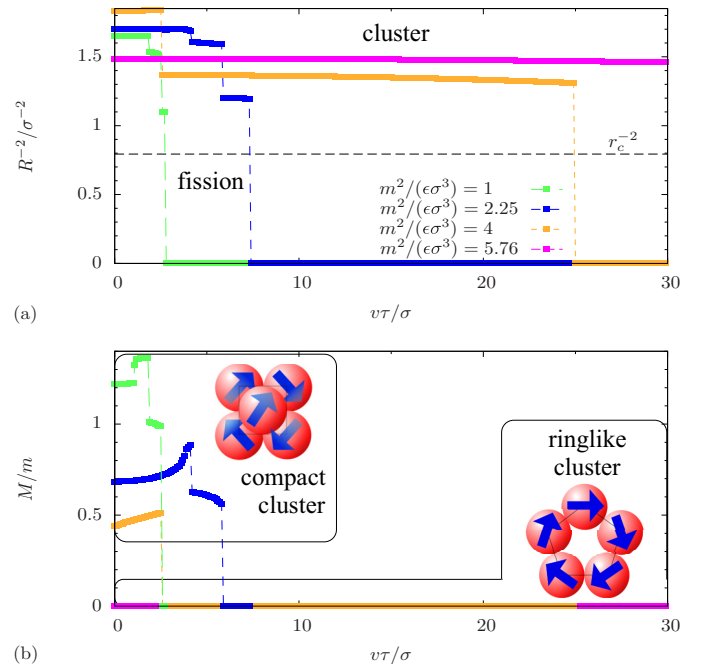 cluster
1.5
1
0.5
0
R⁻²/σ⁻²
r_c⁻²
fission
m²/(ϵσ³) = 1
m²/(ϵσ³) = 2.25
m²/(ϵσ³) = 4
m²/(ϵσ³) = 5.76
0 10 20 30
(a) vτ/σ
1
0.5
0
M/m
compact
cluster
ringlike
cluster
0 10 20 30
(b) vτ/σ